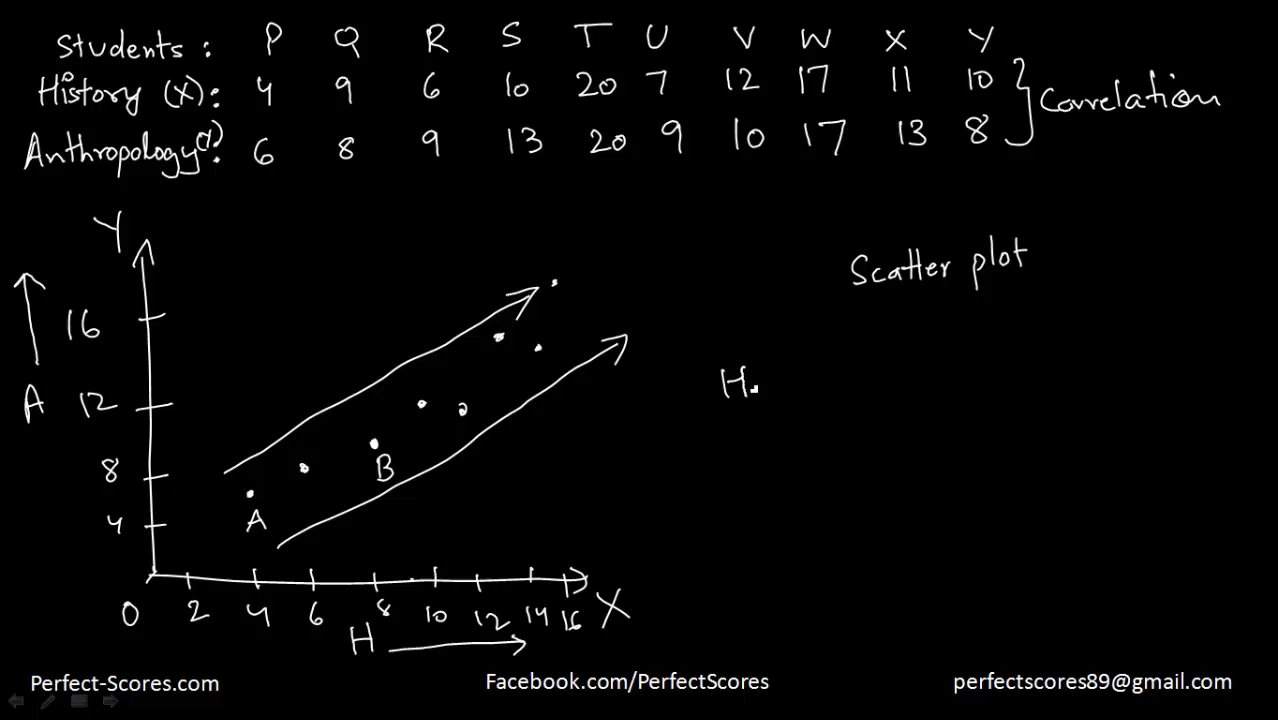 Students : P Q R S T U V W X Y
History (X): 4 9 6 10 20 7 12 17 11 10 Correlation
Anthropology(Y): 6 8 9 13 20 9 10 17 13 8
Y
Scatter plot
16
A 12
H.
8
B
4
A
0 2 4 6 8 10 12 14 16 X
H
Perfect-Scores.com Facebook.com/PerfectScores perfectscores89@gmail.com